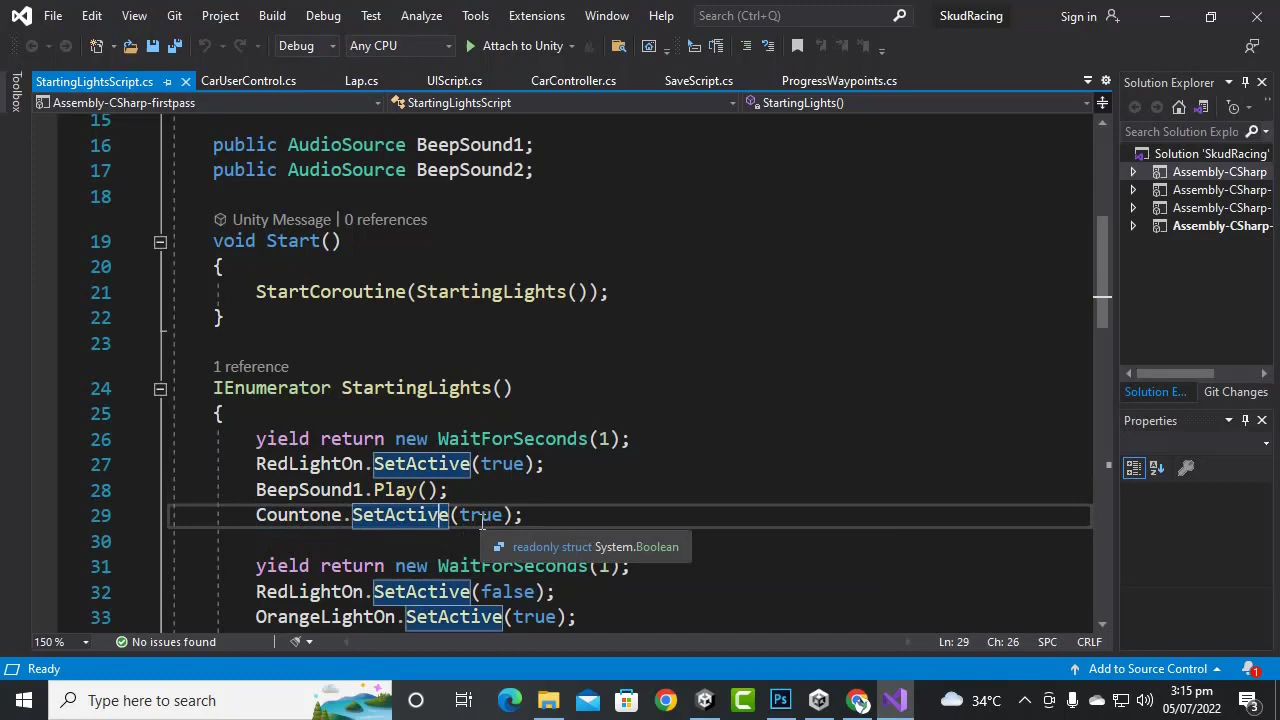 File Edit View Git Project Build Debug Test Analyze Tools Extensions Window Help Search (Ctrl+Q) SkudRacing Sign in
Debug Any CPU Attach to Unity
StartingLightsScript.cs CarUserControl.cs Lap.cs UIScript.cs CarController.cs SaveScript.cs ProgressWaypoints.cs
Assembly-CSharp-firstpass StartingLightsScript StartingLights()
Toolbox
15
16 public AudioSource BeepSound1;
17 public AudioSource BeepSound2;
18
Unity Message | 0 references
19 void Start()
20 {
21 StartCoroutine(StartingLights());
22 }
23
1 reference
24 IEnumerator StartingLights()
25 {
26 yield return new WaitForSeconds(1);
27 RedLightOn.SetActive(true);
28 BeepSound1.Play();
29 Countone.SetActive(true);
30
readonly struct System.Boolean
31 yield return new WaitForSeconds(1);
32 RedLightOn.SetActive(false);
33 OrangeLightOn.SetActive(true);
150 % No issues found Ln: 29 Ch: 26 SPC CRLF
Solution Explorer
Search Solution Explo
Solution 'SkudRacing'
Assembly-CSharp
Assembly-CSharp-
Assembly-CSharp-
Assembly-CSharp-
Solution E... Git Changes
Properties
Ready Add to Source Control 1
Type here to search 34°C 3:15 pm
05/07/2022 3